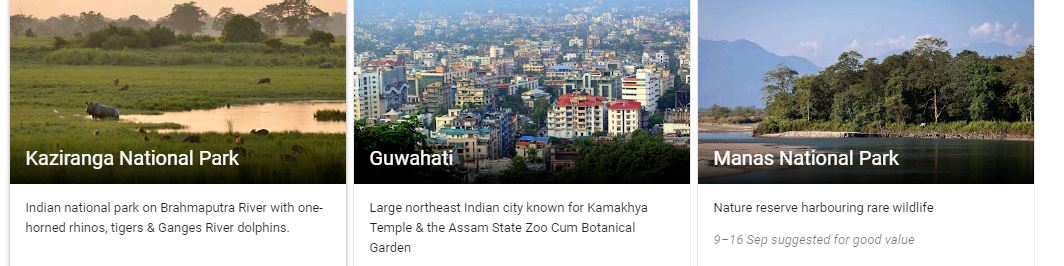 Kaziranga National Park
Indian national park on Brahmaputra River with one-
horned rhinos, tigers & Ganges River dolphins.
Guwahati
Large northeast Indian city known for Kamakhya
Temple & the Assam State Zoo Cum Botanical
Garden
Manas National Park
Nature reserve harbouring rare wildlife
9–16 Sep suggested for good value